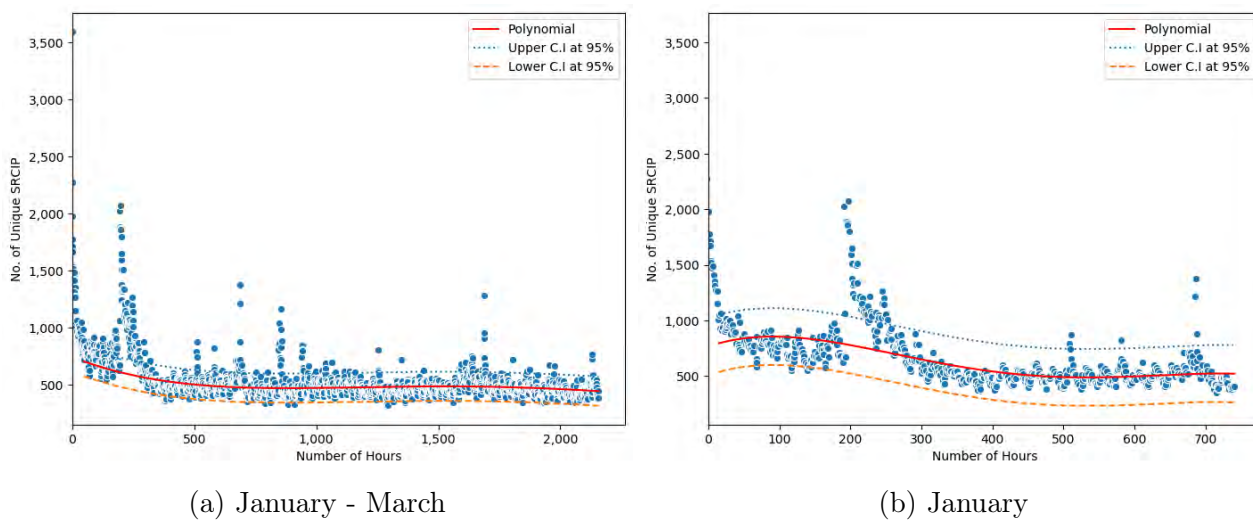 3,500
3,000
2,500
2,000
1,500
1,000
500
No. of Unique SRCIP
0
500
1,000
1,500
2,000
Number of Hours
Polynomial
Upper C.I at 95%
Lower C.I at 95%
(a) January - March
3,500
3,000
2,500
2,000
1,500
1,000
500
No. of Unique SRCIP
0
100
200
300
400
500
600
700
Number of Hours
Polynomial
Upper C.I at 95%
Lower C.I at 95%
(b) January